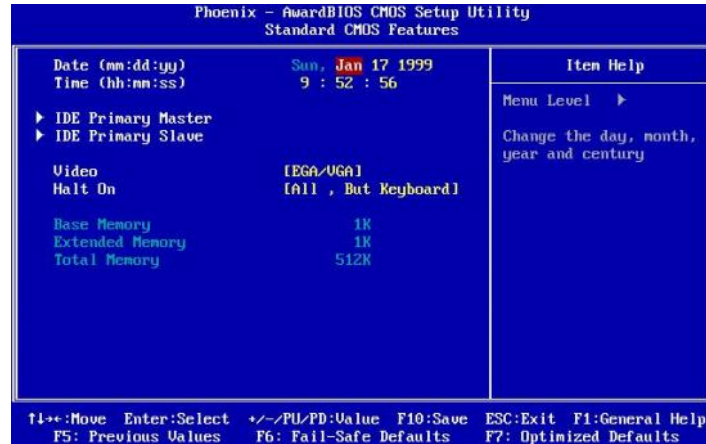 Phoenix - AwardBIOS CMOS Setup Utility
Standard CMOS Features
Date (mm:dd:yy) Sun, Jan 17 1999
Time (hh:mm:ss) 9 : 52 : 56
IDE Primary Master
IDE Primary Slave
Video [EGA/VGA]
Halt On [All , But Keyboard]
Base Memory 1K
Extended Memory 1K
Total Memory 512K
Item Help
Menu Level
Change the day, month,
year and century
↑↓→←:Move Enter:Select +/-/PU/PD:Value F10:Save ESC:Exit F1:General Help
F5: Previous Values F6: Fail-Safe Defaults F7: Optimized Defaults